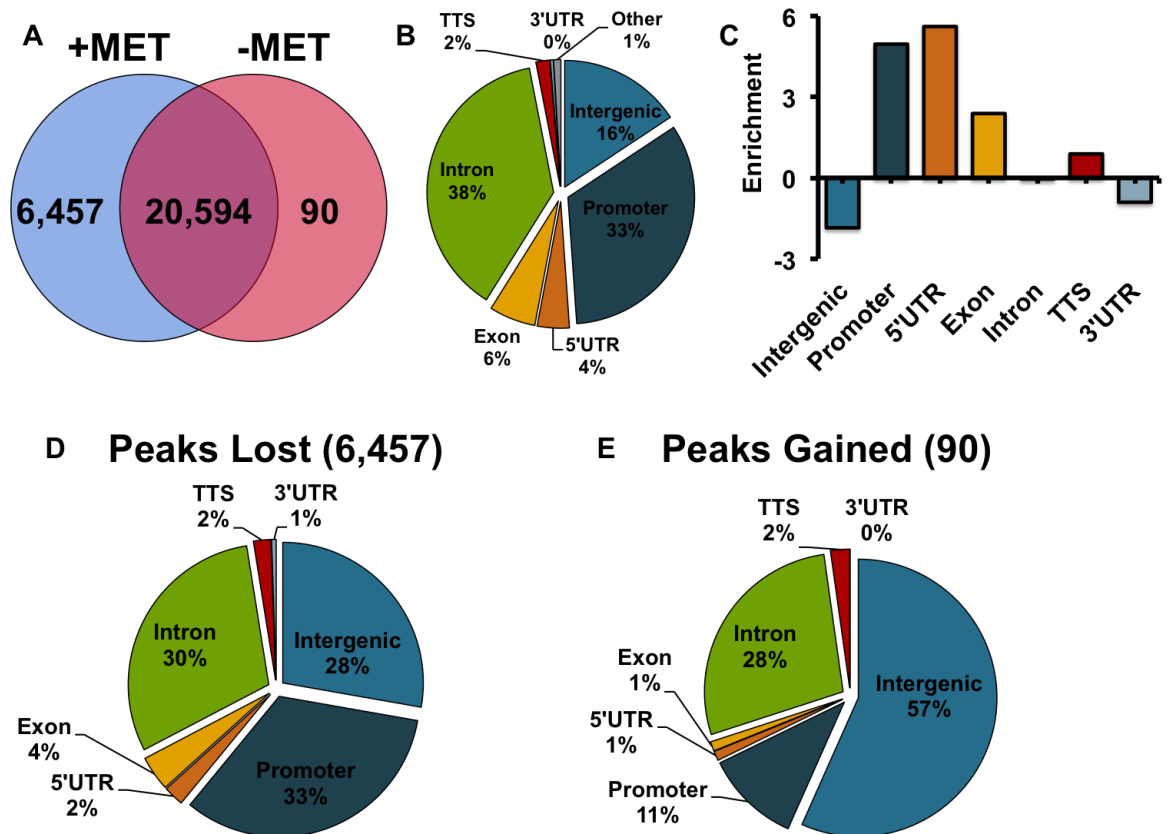 A
+MET
-MET
6,457
20,594
90
B
TTS
2%
3'UTR
0%
Other
1%
Intergenic
16%
Intron
38%
Promoter
33%
Exon
6%
5'UTR
4%
C
Enrichment
6
3
0
-3
Intergenic
Promoter
5'UTR
Exon
Intron
TTS
3'UTR
D
Peaks Lost (6,457)
TTS
2%
3'UTR
1%
Intron
30%
Intergenic
28%
Exon
4%
5'UTR
2%
Promoter
33%
E
Peaks Gained (90)
TTS
2%
3'UTR
0%
Intron
28%
Exon
1%
Intergenic
57%
5'UTR
1%
Promoter
11%